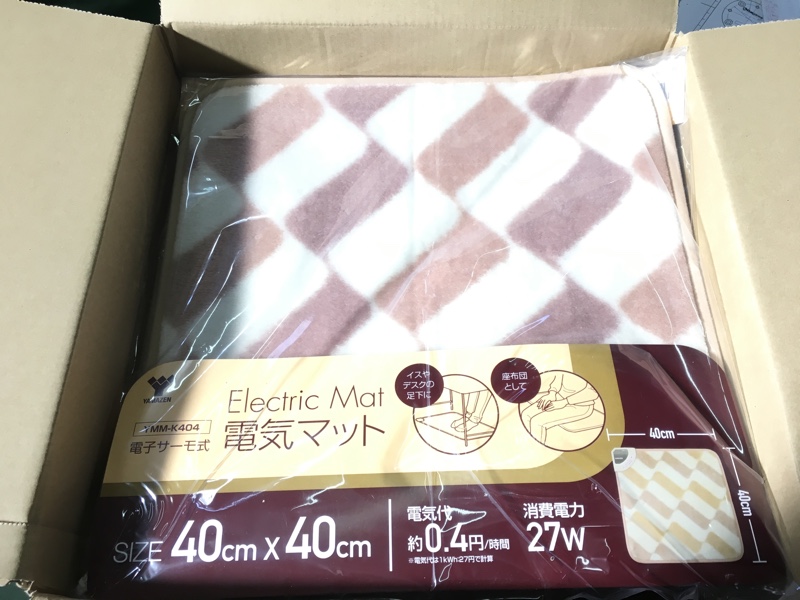 イスや
デスクの
足下に
座布団
として
YAMAZEN
Electric Mat
YMM-K404
電子サーモ式
電気マット
40cm
40cm
SIZE 40cm X 40cm
電気代
約0.4円/時間
※電気代は1kWh:27円で計算
消費電力
27W